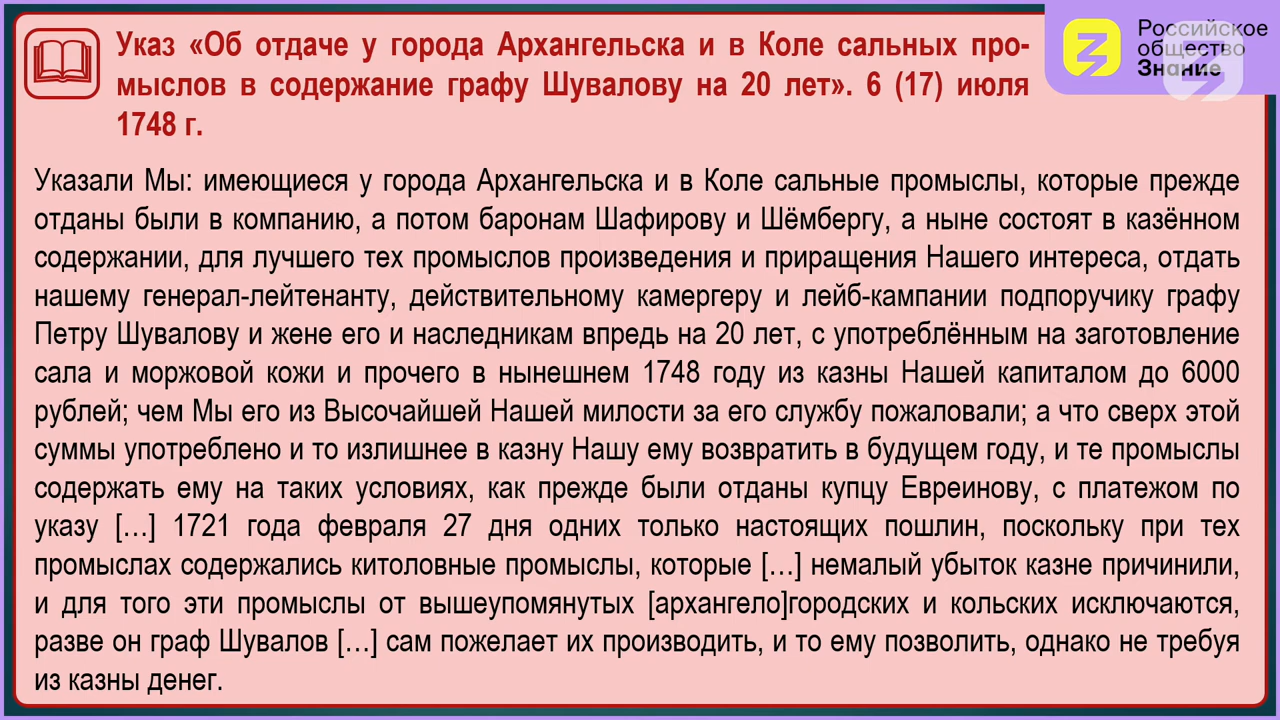 Указ «Об отдаче у города Архангельска и в Коле сальных про-
мыслов в содержание графу Шувалову на 20 лет». 6 (17) июля
1748 г.
Российское
общество
Знание
Указали Мы: имеющиеся у города Архангельска и в Коле сальные промыслы, которые прежде
отданы были в компанию, а потом баронам Шафирову и Шёмбергу, а ныне состоят в казённом
содержании, для лучшего тех промыслов произведения и приращения Нашего интереса, отдать
нашему генерал-лейтенанту, действительному камергеру и лейб-кампании подпоручику графу
Петру Шувалову и жене его и наследникам впредь на 20 лет, с употреблённым на заготовление
сала и моржовой кожи и прочего в нынешнем 1748 году из казны Нашей капиталом до 6000
рублей; чем Мы его из Высочайшей Нашей милости за его службу пожаловали; а что сверх этой
суммы употреблено и то излишнее в казну Нашу ему возвратить в будущем году, и те промыслы
содержать ему на таких условиях, как прежде были отданы купцу Евреинову, с платежом по
указу […] 1721 года февраля 27 дня одних только настоящих пошлин, поскольку при тех
промыслах содержались китоловные промыслы, которые […] немалый убыток казне причинили,
и для того эти промыслы от вышеупомянутых [архангело]городских и кольских исключаются,
разве он граф Шувалов […] сам пожелает их производить, и то ему позволить, однако не требуя
из казны денег.